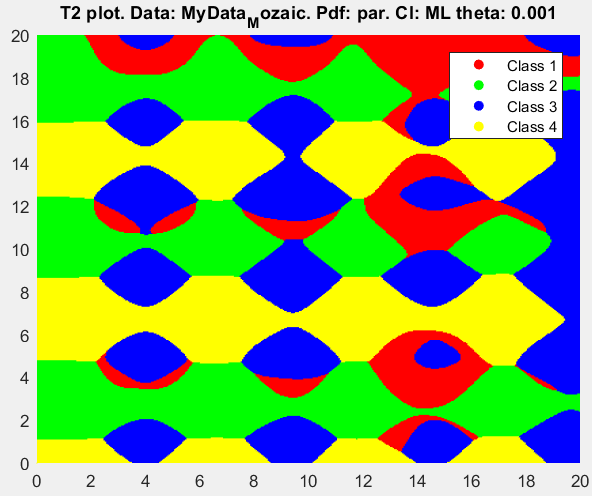 T2 plot. Data: MyData_Mozaic. Pdf: par. Cl: ML theta: 0.001
20
18
16
14
12
10
8
6
4
2
0
Class 1
Class 2
Class 3
Class 4
0 2 4 6 8 10 12 14 16 18 20